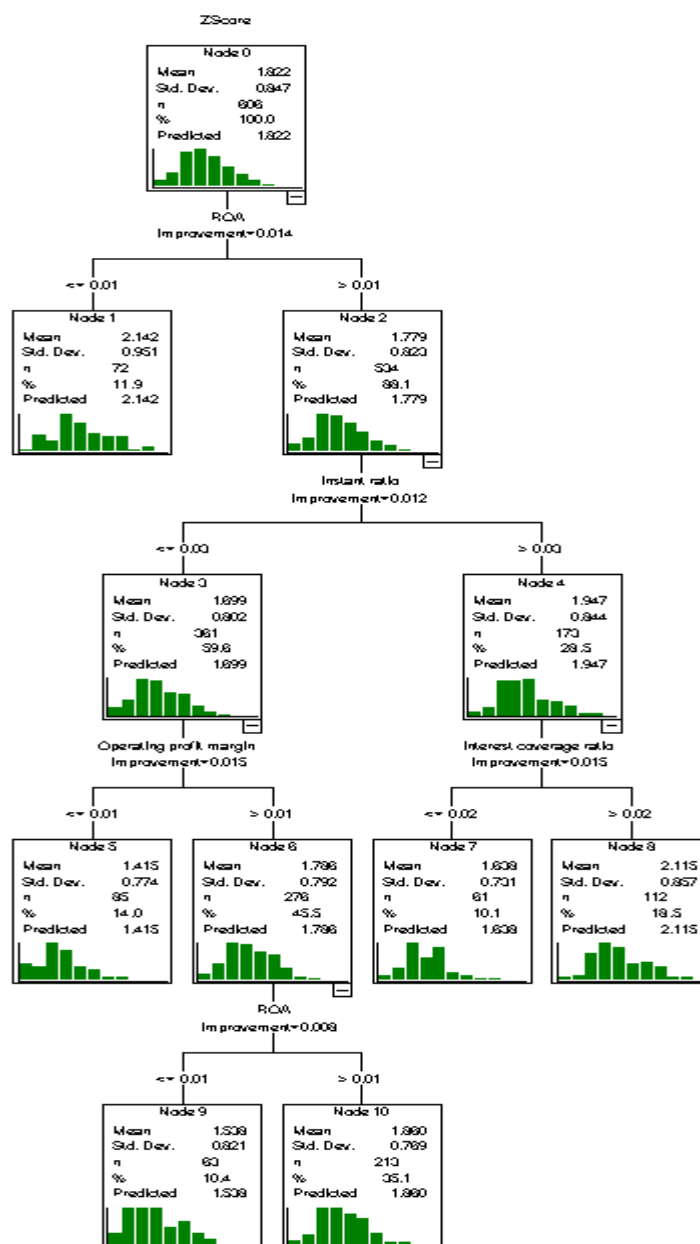 ZScore
Node 0
Mean 1.822
Std. Dev. 0.847
n 606
% 100.0
Predicted 1.822
ROA
Improvement=0.014
<= 0.01
> 0.01
Node 1
Mean 2.142
Std. Dev. 0.951
n 72
% 11.9
Predicted 2.142
Node 2
Mean 1.779
Std. Dev. 0.823
n 534
% 88.1
Predicted 1.779
Instant ratio
Improvement=0.012
<= 0.03
> 0.03
Node 3
Mean 1.699
Std. Dev. 0.802
n 361
% 59.6
Predicted 1.699
Node 4
Mean 1.947
Std. Dev. 0.844
n 173
% 28.5
Predicted 1.947
Operating profit margin
Improvement=0.015
Interest coverage ratio
Improvement=0.015
<= 0.01
> 0.01
<= 0.02
> 0.02
Node 5
Mean 1.415
Std. Dev. 0.774
n 85
% 14.0
Predicted 1.415
Node 6
Mean 1.786
Std. Dev. 0.792
n 276
% 45.5
Predicted 1.786
Node 7
Mean 1.638
Std. Dev. 0.731
n 61
% 10.1
Predicted 1.638
Node 8
Mean 2.115
Std. Dev. 0.857
n 112
% 18.5
Predicted 2.115
ROA
Improvement=0.008
<= 0.01
> 0.01
Node 9
Mean 1.538
Std. Dev. 0.821
n 63
% 10.4
Predicted 1.538
Node 10
Mean 1.860
Std. Dev. 0.769
n 213
% 35.1
Predicted 1.860